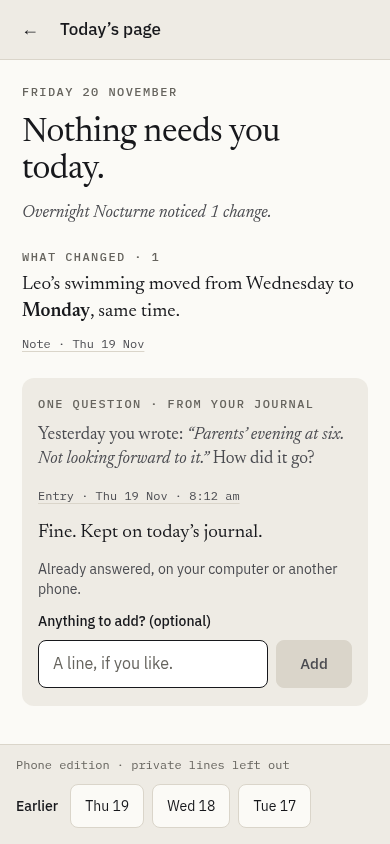 ← Today’s page
FRIDAY 20 NOVEMBER
Nothing needs you
today.
Overnight Nocturne noticed 1 change.
WHAT CHANGED · 1
Leo’s swimming moved from Wednesday to
Monday, same time.
Note · Thu 19 Nov
ONE QUESTION · FROM YOUR JOURNAL
Yesterday you wrote: “Parents’ evening at six.
Not looking forward to it.” How did it go?
Entry · Thu 19 Nov · 8:12 am
Fine. Kept on today’s journal.
Already answered, on your computer or another
phone.
Anything to add? (optional)
A line, if you like.
Add
Phone edition · private lines left out
Earlier Thu 19 Wed 18 Tue 17